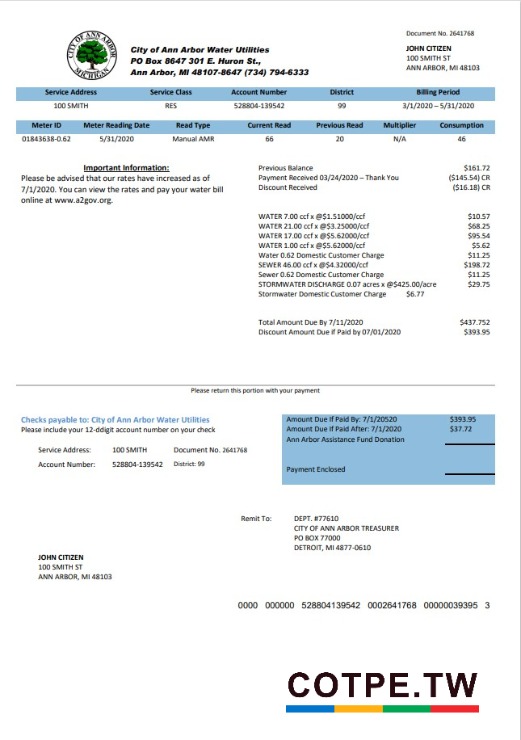 CITY OF ANN ARBOR
MICHIGAN
City of Ann Arbor Water Utilities
PO Box 8647 301 E. Huron St.,
Ann Arbor, MI 48107-8647 (734) 794-6333
Document No. 2641768
JOHN CITIZEN
100 SMITH ST
ANN ARBOR, MI 48103
Service Address Service Class Account Number District Billing Period
100 SMITH RES 528804-139542 99 3/1/2020 – 5/31/2020
Meter ID Meter Reading Date Read Type Current Read Previous Read Multiplier Consumption
01843638-0.62 5/31/2020 Manual AMR 66 20 N/A 46
Important Information:
Please be advised that our rates have increased as of
7/1/2020. You can view the rates and pay your water bill
online at www.a2gov.org.
Previous Balance $161.72
Payment Received 03/24/2020 – Thank You ($145.54) CR
Discount Received ($16.18) CR
WATER 7.00 ccf x @$1.51000/ccf $10.57
WATER 21.00 ccf x @$3.25000/ccf $68.25
WATER 17.00 ccf x @$5.62000/ccf $95.54
WATER 1.00 ccf x @$5.62000/ccf $5.62
Water 0.62 Domestic Customer Charge $11.25
SEWER 46.00 ccf x @$4.32000/ccf $198.72
Sewer 0.62 Domestic Customer Charge $11.25
STORMWATER DISCHARGE 0.07 acres x @$425.00/acre $29.75
Stormwater Domestic Customer Charge $6.77
Total Amount Due By 7/11/2020 $437.752
Discount Amount Due if Paid by 07/01/2020 $393.95
Please return this portion with your payment
Checks payable to: City of Ann Arbor Water Utilities
Please include your 12-ddigit account number on your check
Service Address: 100 SMITH Document No. 2641768
Account Number: 528804-139542 District: 99
Amount Due If Paid By: 7/1/20520 $393.95
Amount Due If Paid After: 7/1/2020 $37.72
Ann Arbor Assistance Fund Donation
Payment Enclosed
Remit To: DEPT. #77610
CITY OF ANN ARBOR TREASURER
PO BOX 77000
DETROIT, MI 4877-0610
JOHN CITIZEN
100 SMITH ST
ANN ARBOR, MI 48103
0000 000000 528804139542 0002641768 00000039395 3
COTPE.TW